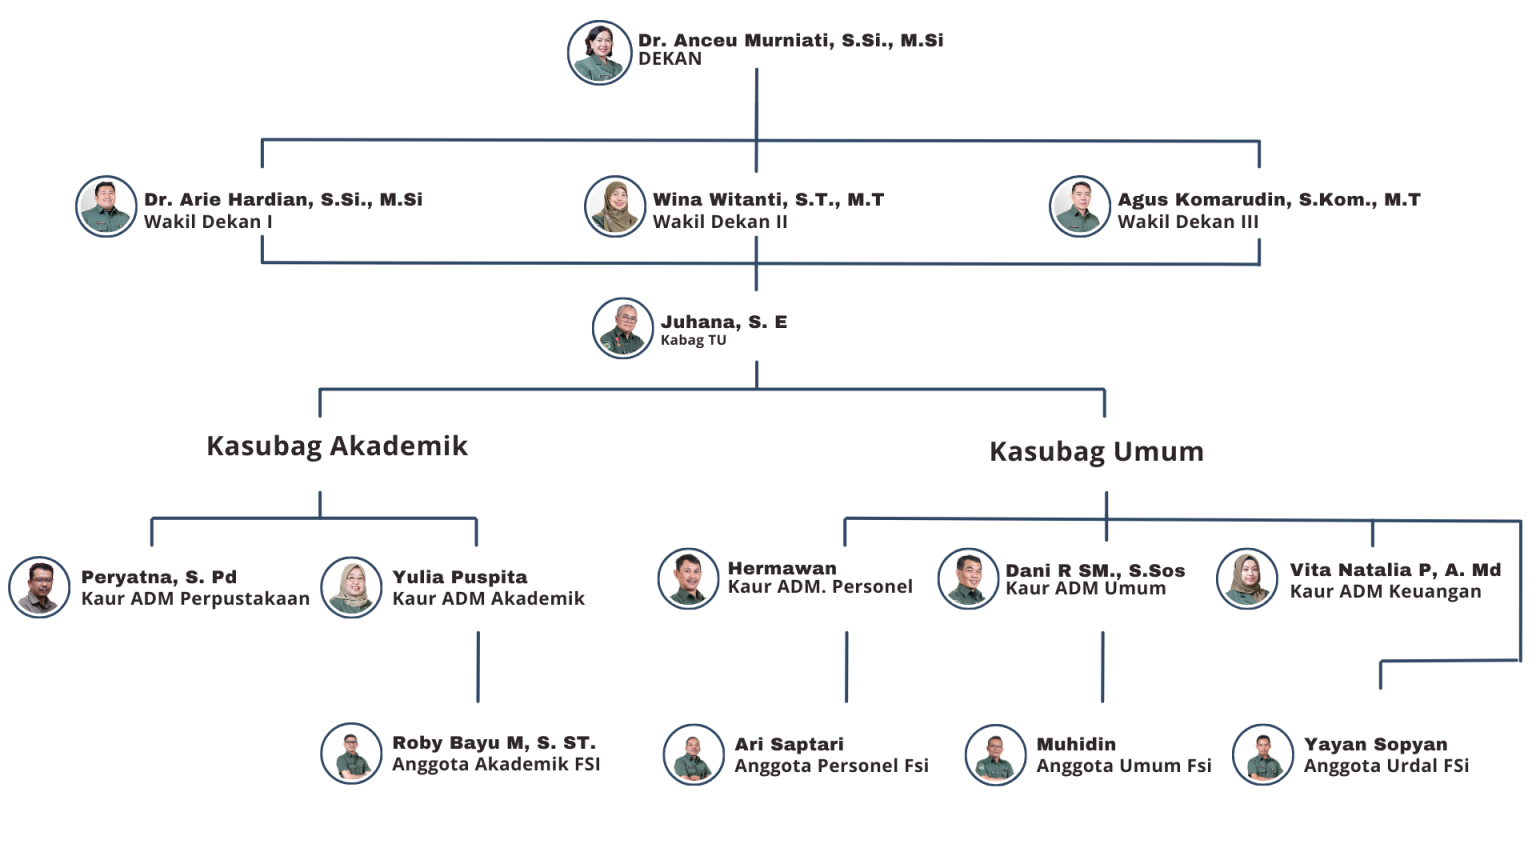 Dr. Anceu Murniati, S.Si., M.Si
DEKAN
Dr. Arie Hardian, S.Si., M.Si
Wakil Dekan I
Wina Witanti, S.T., M.T
Wakil Dekan II
Agus Komarudin, S.Kom., M.T
Wakil Dekan III
Juhana, S. E
Kabag TU
Kasubag Akademik
Kasubag Umum
Peryatna, S. Pd
Kaur ADM Perpustakaan
Yulia Puspita
Kaur ADM Akademik
Hermawan
Kaur ADM. Personel
Dani R SM., S.Sos
Kaur ADM Umum
Vita Natalia P, A. Md
Kaur ADM Keuangan
Roby Bayu M, S. ST.
Anggota Akademik FSI
Ari Saptari
Anggota Personel Fsi
Muhidin
Anggota Umum Fsi
Yayan Sopyan
Anggota Urdal FSi